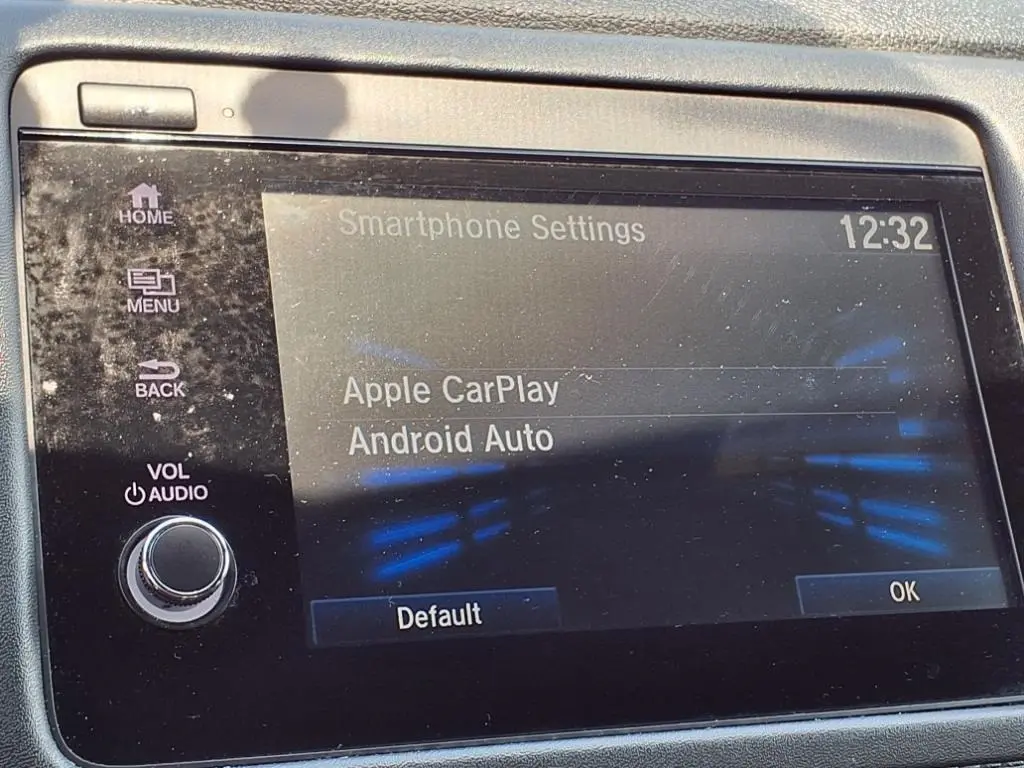 HOME
MENU
BACK
VOL
AUDIO
Smartphone Settings
12:32
Apple CarPlay
Android Auto
Default
OK